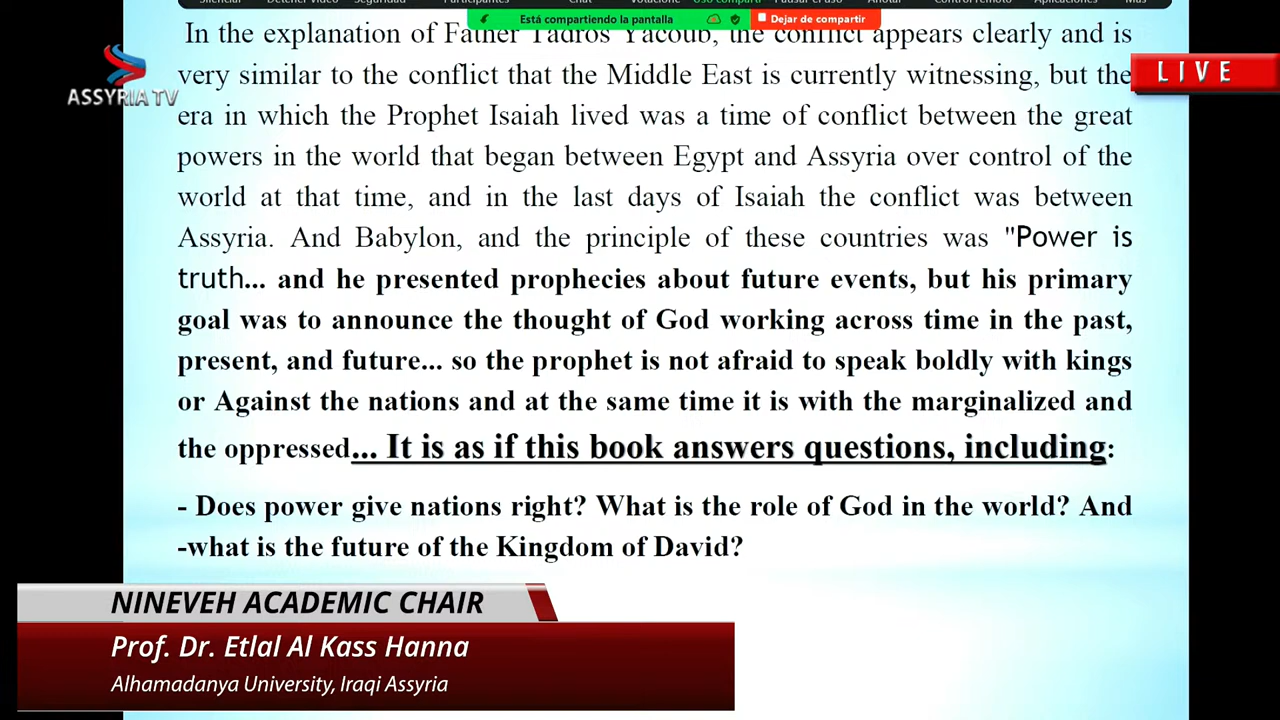 Está compartiendo la pantalla
Dejar de compartir
In the explanation of Father Tadros Yacoub, the conflict appears clearly and is
very similar to the conflict that the Middle East is currently witnessing, but the
era in which the Prophet Isaiah lived was a time of conflict between the great
powers in the world that began between Egypt and Assyria over control of the
world at that time, and in the last days of Isaiah the conflict was between
Assyria. And Babylon, and the principle of these countries was "Power is
truth... and he presented prophecies about future events, but his primary
goal was to announce the thought of God working across time in the past,
present, and future... so the prophet is not afraid to speak boldly with kings
or Against the nations and at the same time it is with the marginalized and
the oppressed... It is as if this book answers questions, including:
- Does power give nations right? What is the role of God in the world? And
-what is the future of the Kingdom of David?
ASSYRIA TV
LIVE
NINEVEH ACADEMIC CHAIR
Prof. Dr. Etlal Al Kass Hanna
Alhamadanya University, Iraqi Assyria